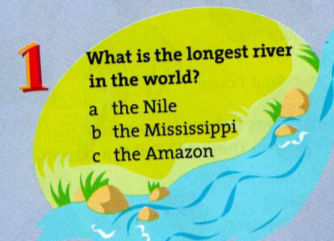 1
What is the longest river
in the world?
a the Nile
b the Mississippi
c the Amazon